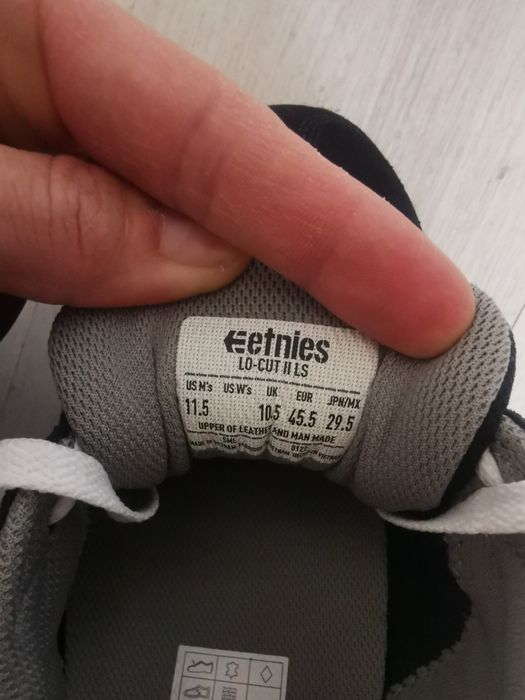 etnies
LO-CUT II LS
US M's US W's UK EUR JPN/MX
11.5 10.5 45.5 29.5
UPPER OF LEATHER AND MAN MADE